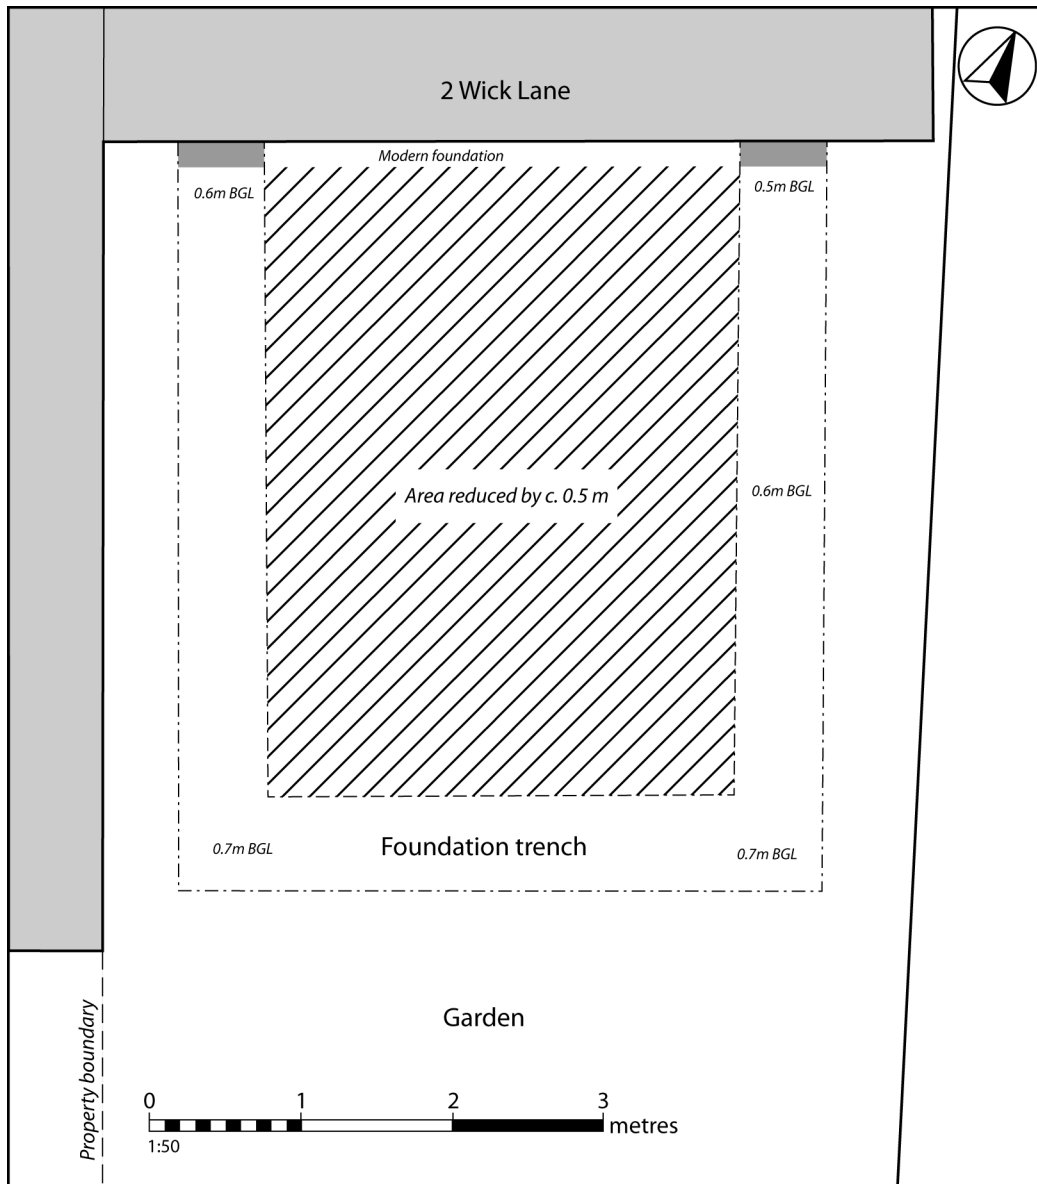 2 Wick Lane
Modern foundation
0.6m BGL
0.5m BGL
Area reduced by c. 0.5 m
0.6m BGL
0.7m BGL
Foundation trench
0.7m BGL
Garden
Property boundary
0 1 2 3
metres
1:50